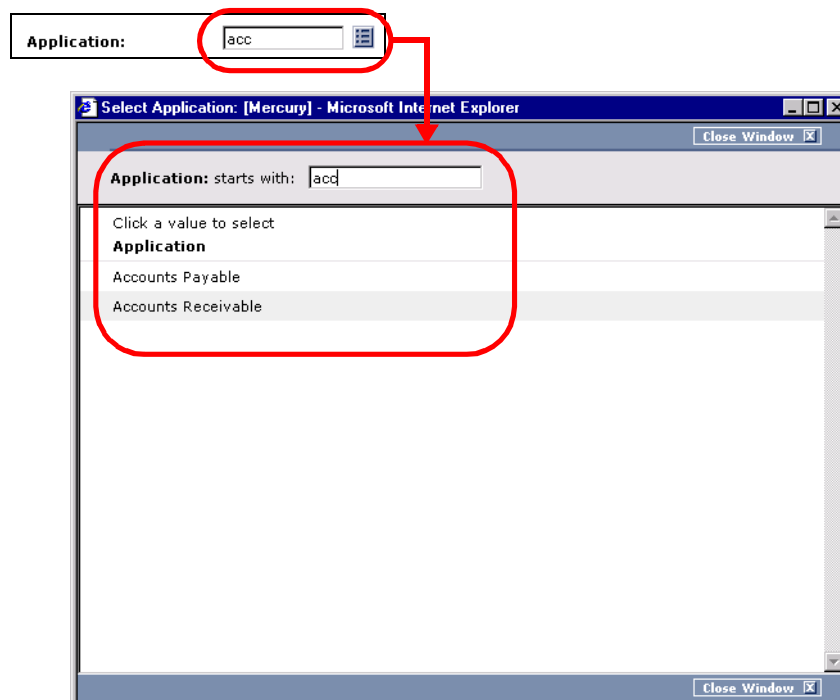 Application: acc
Select Application: [Mercury] - Microsoft Internet Explorer
Close Window
Application: starts with: acc
Click a value to select
Application
Accounts Payable
Accounts Receivable
Close Window